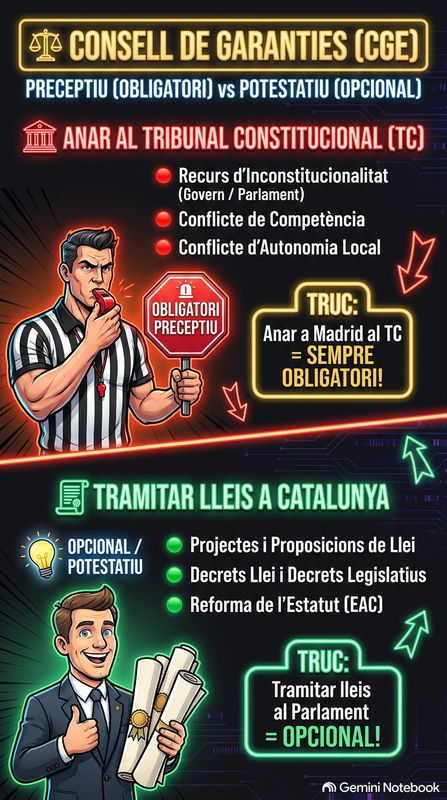 CONSELL DE GARANTIES (CGE)
PRECEPTIU (OBLIGATORI) vs POTESTATIU (OPCIONAL)
ANAR AL TRIBUNAL CONSTITUCIONAL (TC)
Recurs d'Inconstitucionalitat
(Govern / Parlament)
Conflicte de Competència
Conflicte d'Autonomia Local
OBLIGATORI
PRECEPTIU
TRUC:
Anar a Madrid al TC
= SEMPRE
OBLIGATORI!
TRAMITAR LLEIS A CATALUNYA
OPCIONAL /
POTESTATIU
Projectes i Proposicions de Llei
Decrets Llei i Decrets Legislatius
Reforma de l'Estatut (EAC)
TRUC:
Tramitar lleis
al Parlament
= OPCIONAL!
Gemini Notebook